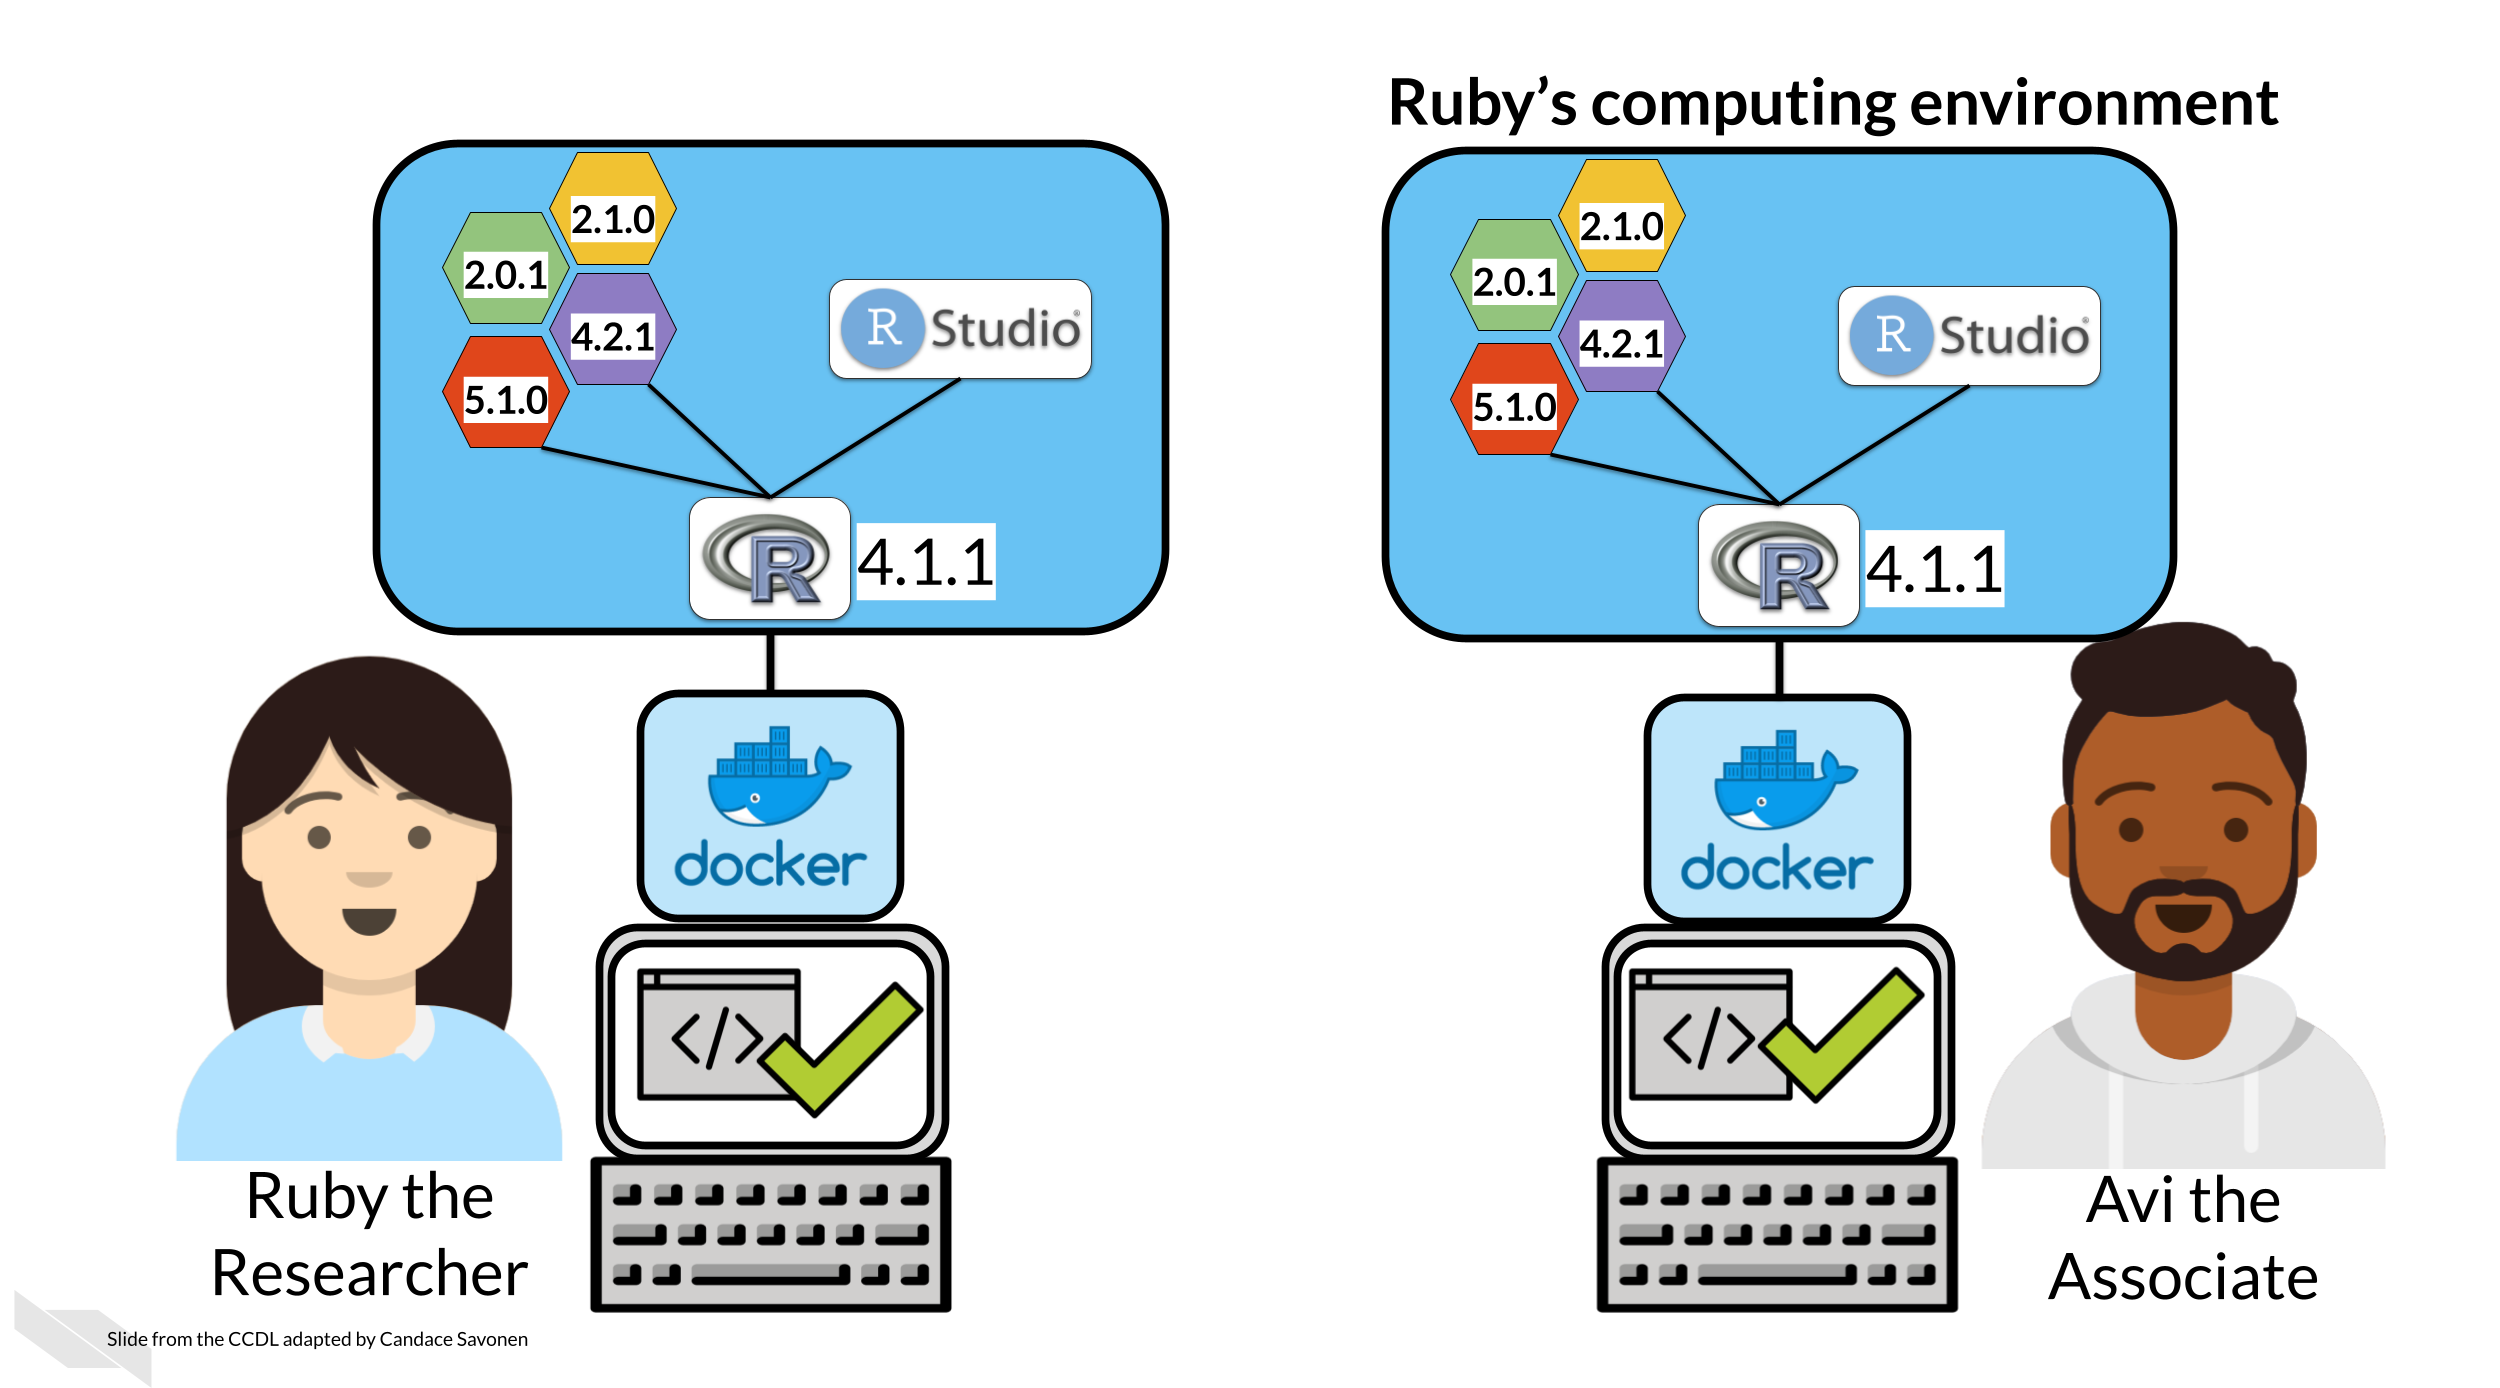 Ruby's computing environment
2.1.0
2.0.1
4.2.1
5.1.0
R Studio®
R 4.1.1
docker
</>
Ruby the
Researcher
2.1.0
2.0.1
4.2.1
5.1.0
R Studio®
R 4.1.1
docker
</>
Avi the
Associate
Slide from the CCDL adapted by Candace Savonen